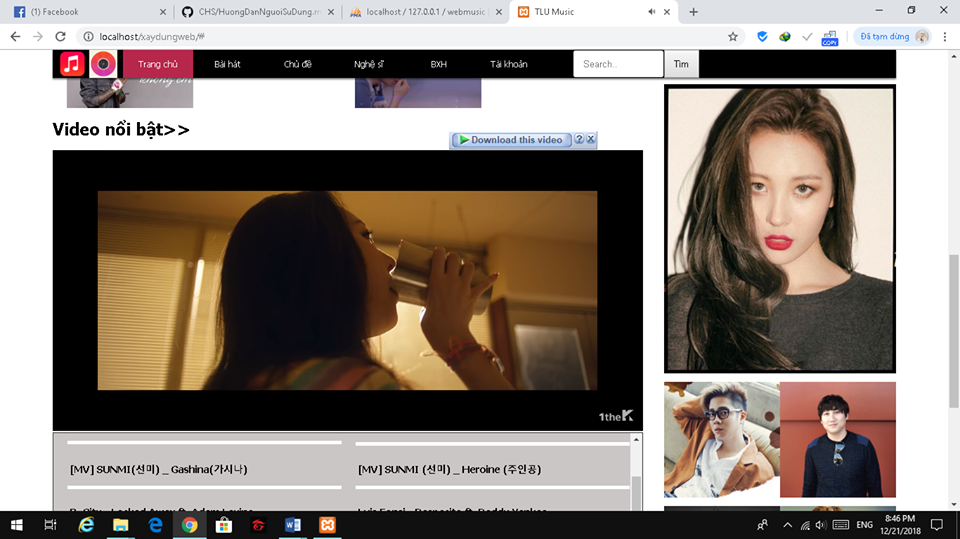 (1) Facebook
CHS/HuongDanNguoiSuDung.m
localhost / 127.0.0.1 / webmusic |
TLU Music
localhost/xaydungweb/#
COPY
Đã tạm dừng
Trang chủ
Bài hát
Chủ đề
Nghệ sĩ
BXH
Tài khoản
Search...
Tìm
Video nổi bật>>
Download this video ? X
1theK
[MV] SUNMI(선미) _ Gashina(가시나)
[MV] SUNMI (선미) _ Heroine (주인공)
ENG
8:46 PM
12/21/2018